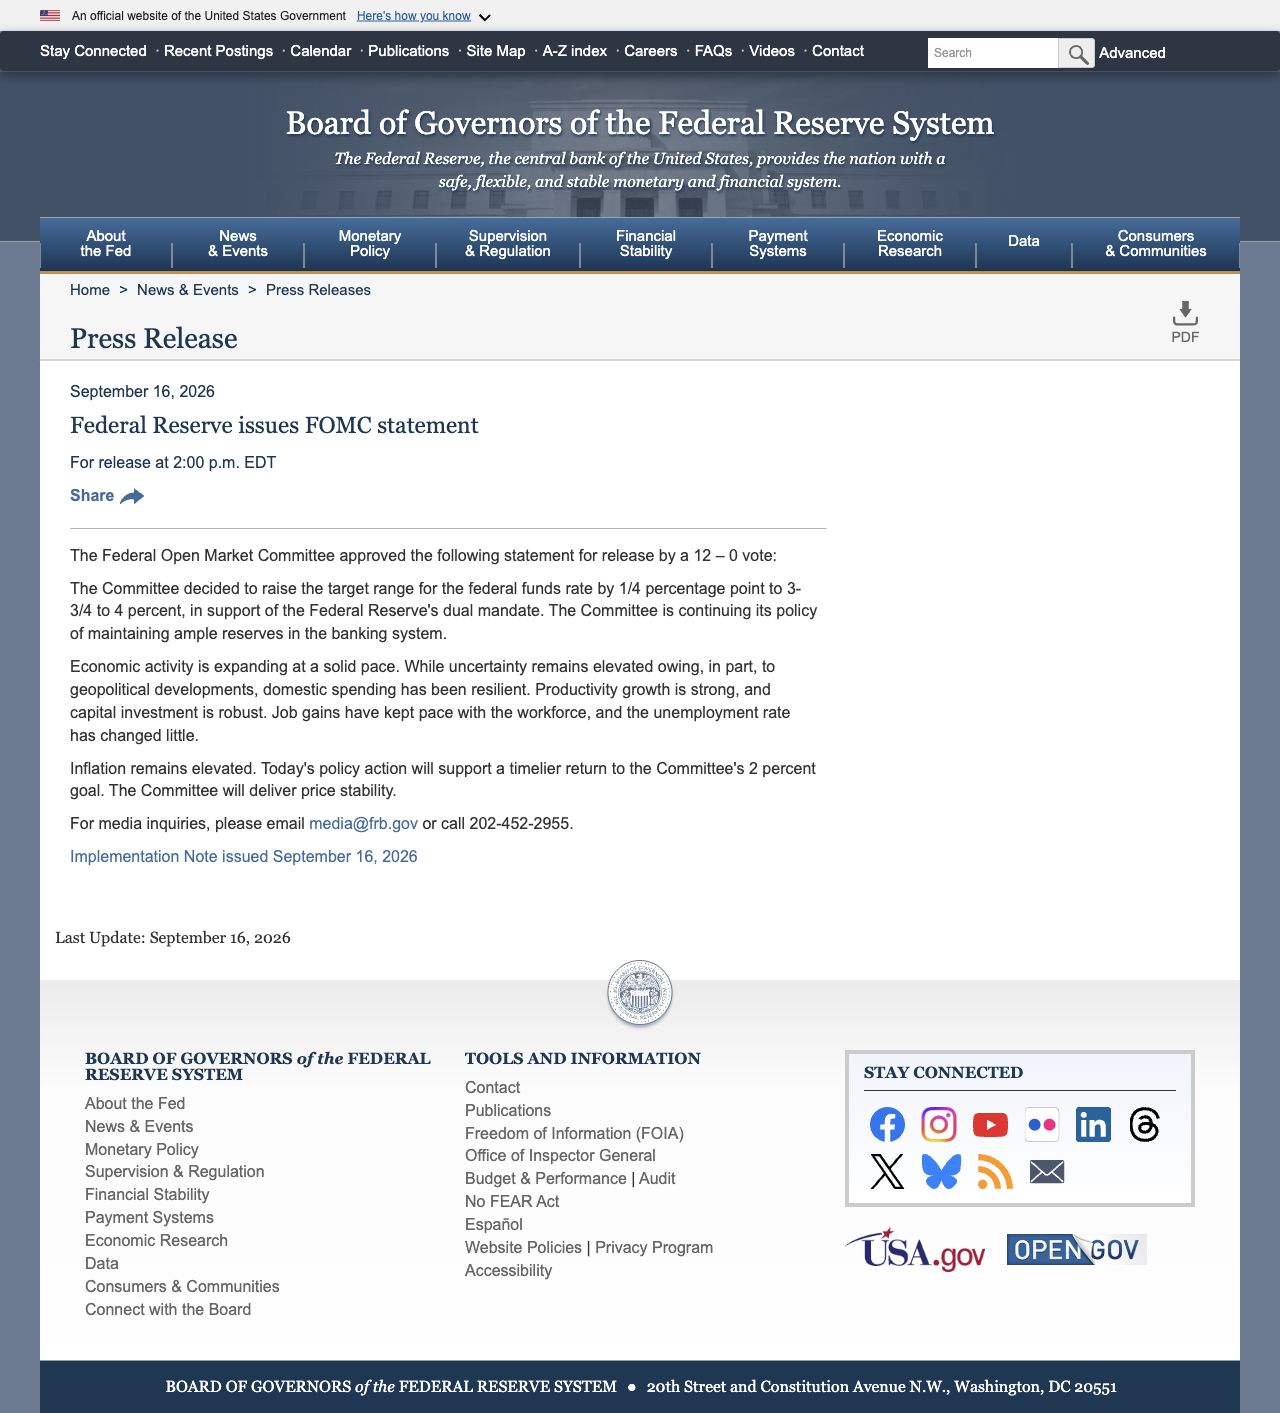 An official website of the United States Government Here's how you know
Stay Connected · Recent Postings · Calendar · Publications · Site Map · A-Z index · Careers · FAQs · Videos · Contact Search Advanced
Board of Governors of the Federal Reserve System
The Federal Reserve, the central bank of the United States, provides the nation with a
safe, flexible, and stable monetary and financial system.
About
the Fed
News
& Events
Monetary
Policy
Supervision
& Regulation
Financial
Stability
Payment
Systems
Economic
Research
Data
Consumers
& Communities
Home > News & Events > Press Releases
Press Release
PDF
September 16, 2026
Federal Reserve issues FOMC statement
For release at 2:00 p.m. EDT
Share
The Federal Open Market Committee approved the following statement for release by a 12 – 0 vote:
The Committee decided to raise the target range for the federal funds rate by 1/4 percentage point to 3-
3/4 to 4 percent, in support of the Federal Reserve's dual mandate. The Committee is continuing its policy
of maintaining ample reserves in the banking system.
Economic activity is expanding at a solid pace. While uncertainty remains elevated owing, in part, to
geopolitical developments, domestic spending has been resilient. Productivity growth is strong, and
capital investment is robust. Job gains have kept pace with the workforce, and the unemployment rate
has changed little.
Inflation remains elevated. Today's policy action will support a timelier return to the Committee's 2 percent
goal. The Committee will deliver price stability.
For media inquiries, please email media@frb.gov or call 202-452-2955.
Implementation Note issued September 16, 2026
Last Update: September 16, 2026
BOARD OF GOVERNORS of the FEDERAL
RESERVE SYSTEM
About the Fed
News & Events
Monetary Policy
Supervision & Regulation
Financial Stability
Payment Systems
Economic Research
Data
Consumers & Communities
Connect with the Board
TOOLS AND INFORMATION
Contact
Publications
Freedom of Information (FOIA)
Office of Inspector General
Budget & Performance | Audit
No FEAR Act
Español
Website Policies | Privacy Program
Accessibility
STAY CONNECTED
USA.gov
OPEN GOV
BOARD OF GOVERNORS of the FEDERAL RESERVE SYSTEM ● 20th Street and Constitution Avenue N.W., Washington, DC 20551